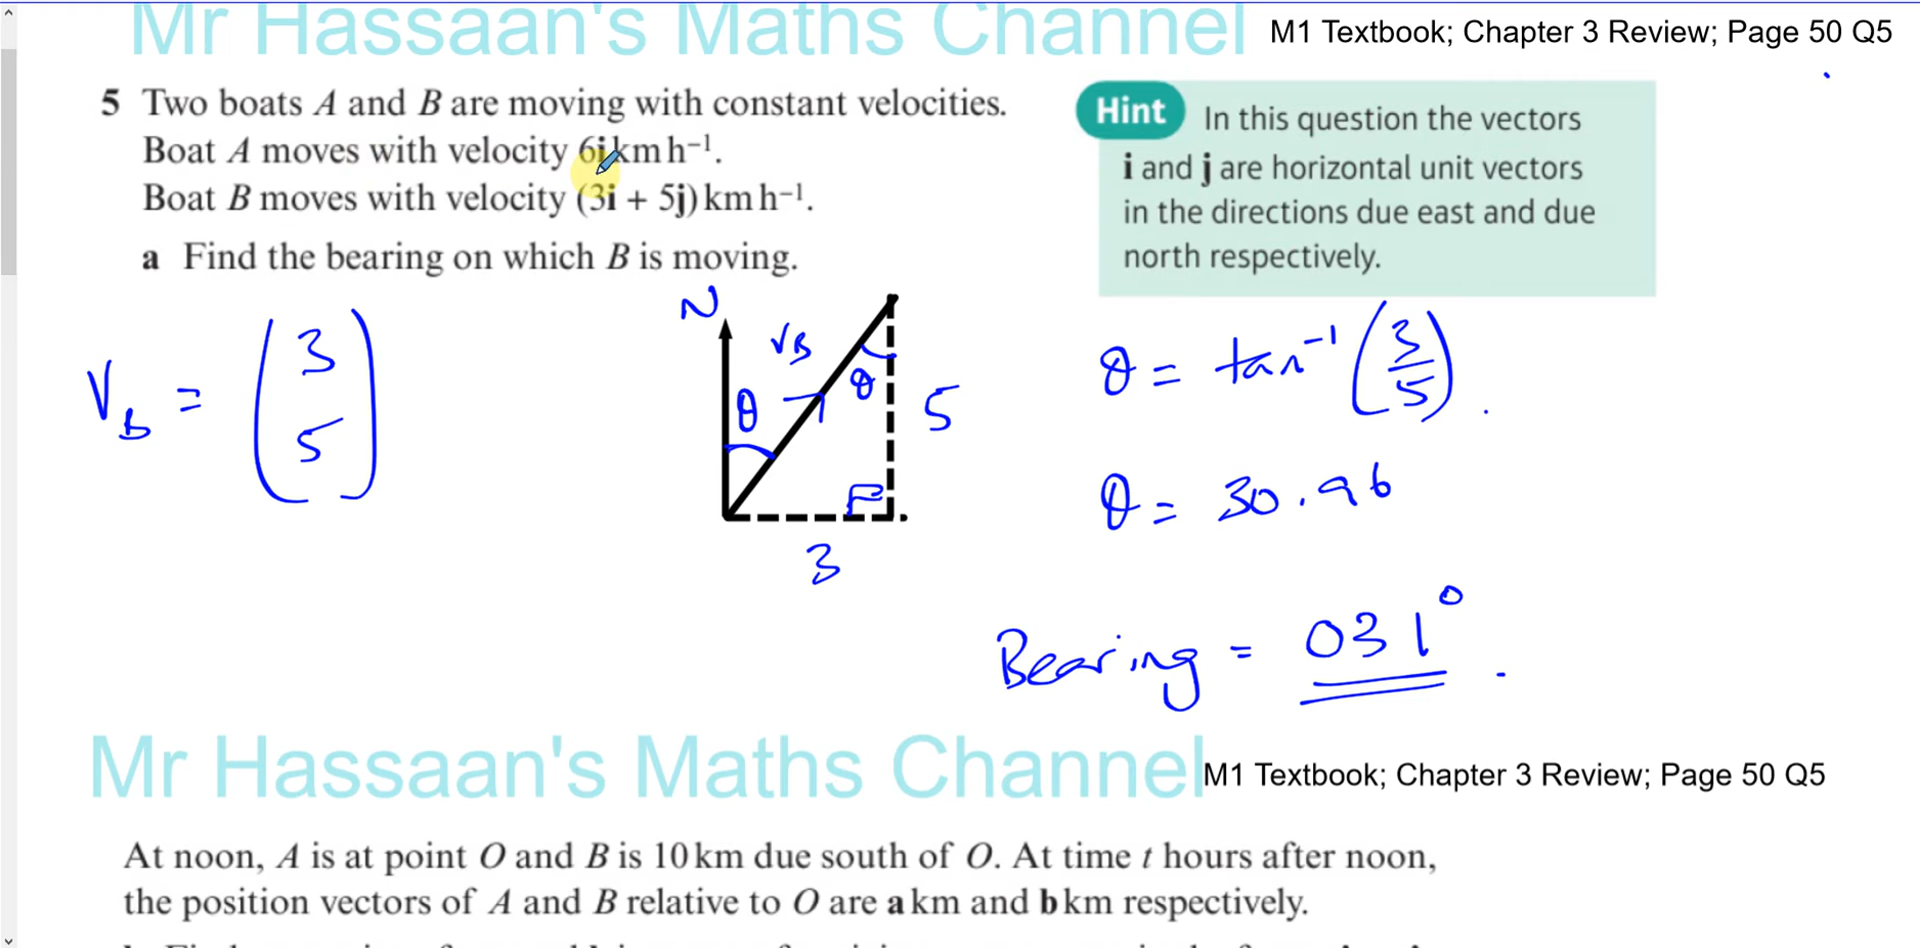 Mr Hassaan's Maths Channel
M1 Textbook; Chapter 3 Review; Page 50 Q5
5 Two boats A and B are moving with constant velocities.
Boat A moves with velocity 6i km h⁻¹.
Boat B moves with velocity (3i + 5j) km h⁻¹.
a Find the bearing on which B is moving.
Hint In this question the vectors
i and j are horizontal unit vectors
in the directions due east and due
north respectively.
V_B = (3
5)
N
V_B
θ
θ
5
3
θ = tan⁻¹ (3/5).
θ = 30.96
Bearing = 031°.
Mr Hassaan's Maths Channel
M1 Textbook; Chapter 3 Review; Page 50 Q5
At noon, A is at point O and B is 10 km due south of O. At time t hours after noon,
the position vectors of A and B relative to O are a km and b km respectively.